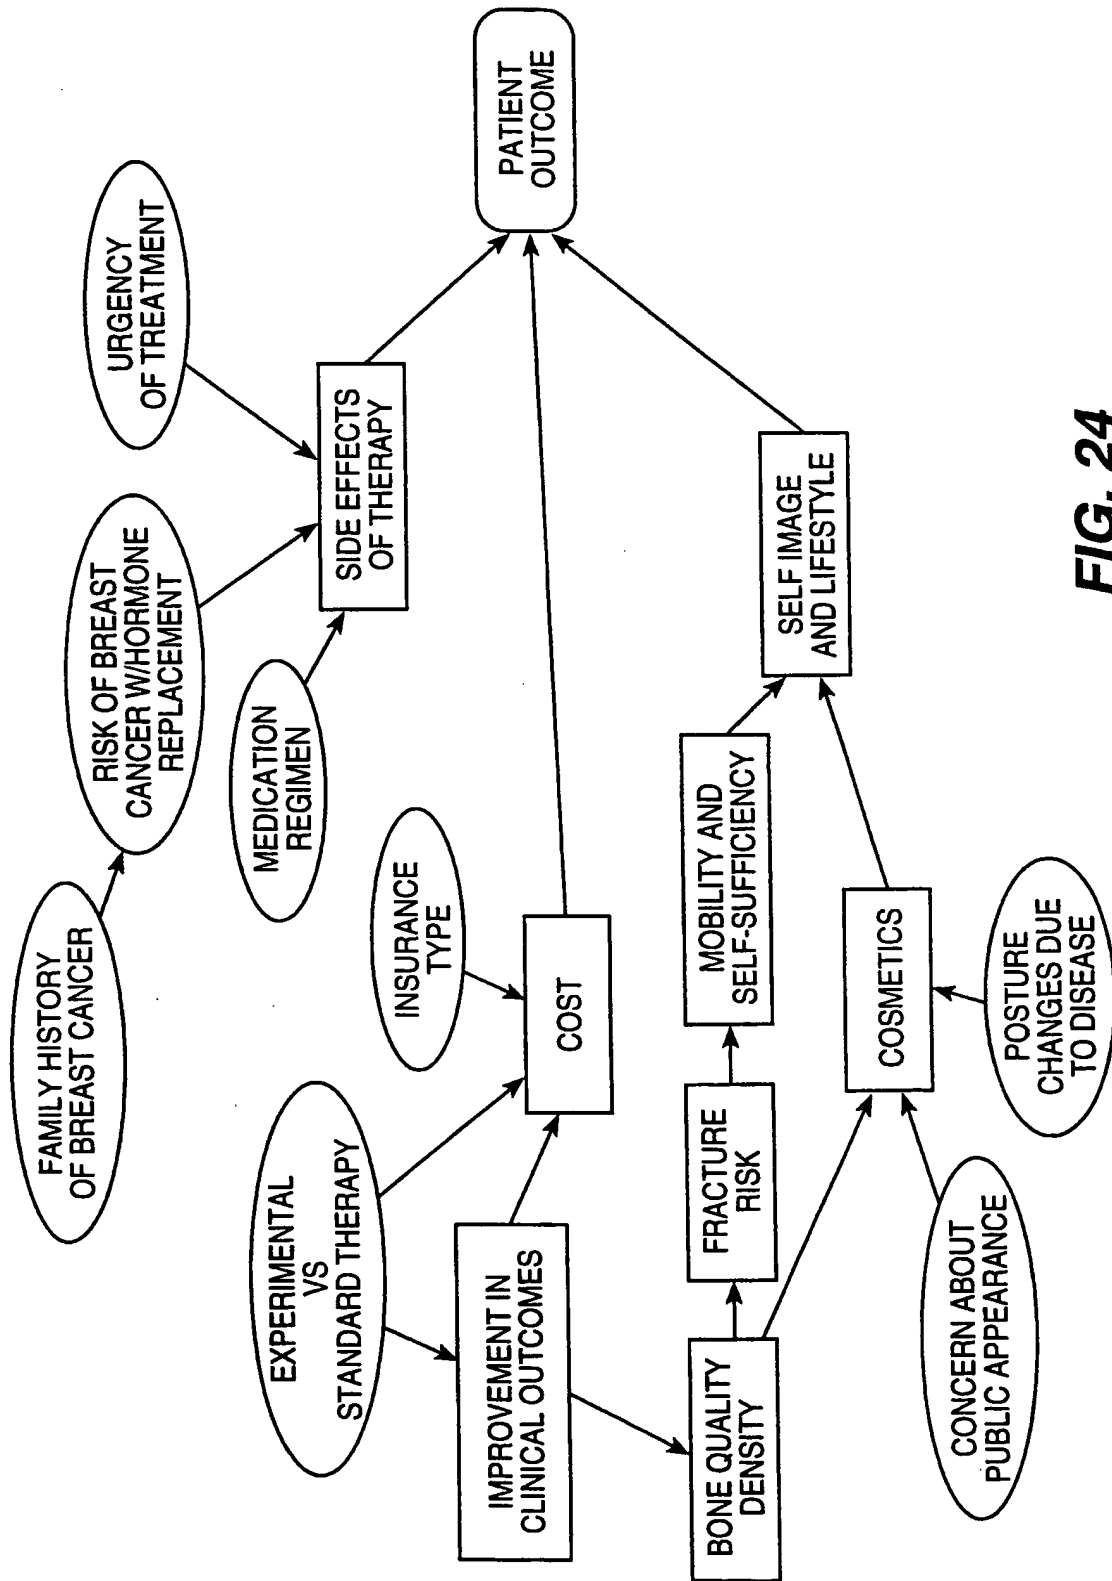 FAMILY HISTORY
OF BREAST CANCER
RISK OF BREAST
CANCER W/HORMONE
REPLACEMENT
URGENCY
OF TREATMENT
MEDICATION
REGIMEN
SIDE EFFECTS
OF THERAPY
EXPERIMENTAL
VS
STANDARD THERAPY
INSURANCE
TYPE
IMPROVEMENT IN
CLINICAL OUTCOMES
COST
PATIENT
OUTCOME
BONE QUALITY
DENSITY
FRACTURE
RISK
MOBILITY AND
SELF-SUFFICIENCY
SELF IMAGE
AND LIFESTYLE
COSMETICS
CONCERN ABOUT
PUBLIC APPEARANCE
POSTURE
CHANGES DUE
TO DISEASE
FIG. 24